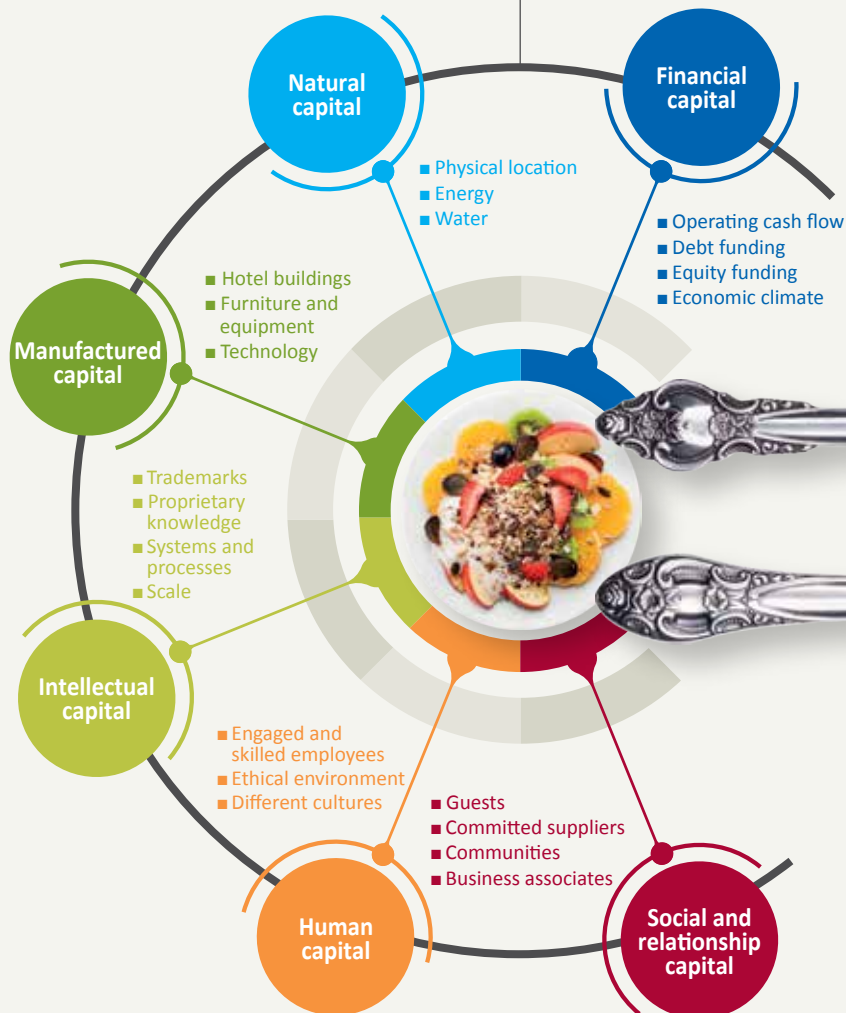 Natural
capital
■ Physical location
■ Energy
■ Water
Financial
capital
■ Operating cash flow
■ Debt funding
■ Equity funding
■ Economic climate
Manufactured
capital
■ Hotel buildings
■ Furniture and
equipment
■ Technology
Intellectual
capital
■ Trademarks
■ Proprietary
knowledge
■ Systems and
processes
■ Scale
Human
capital
■ Engaged and
skilled employees
■ Ethical environment
■ Different cultures
Social and
relationship
capital
■ Guests
■ Committed suppliers
■ Communities
■ Business associates